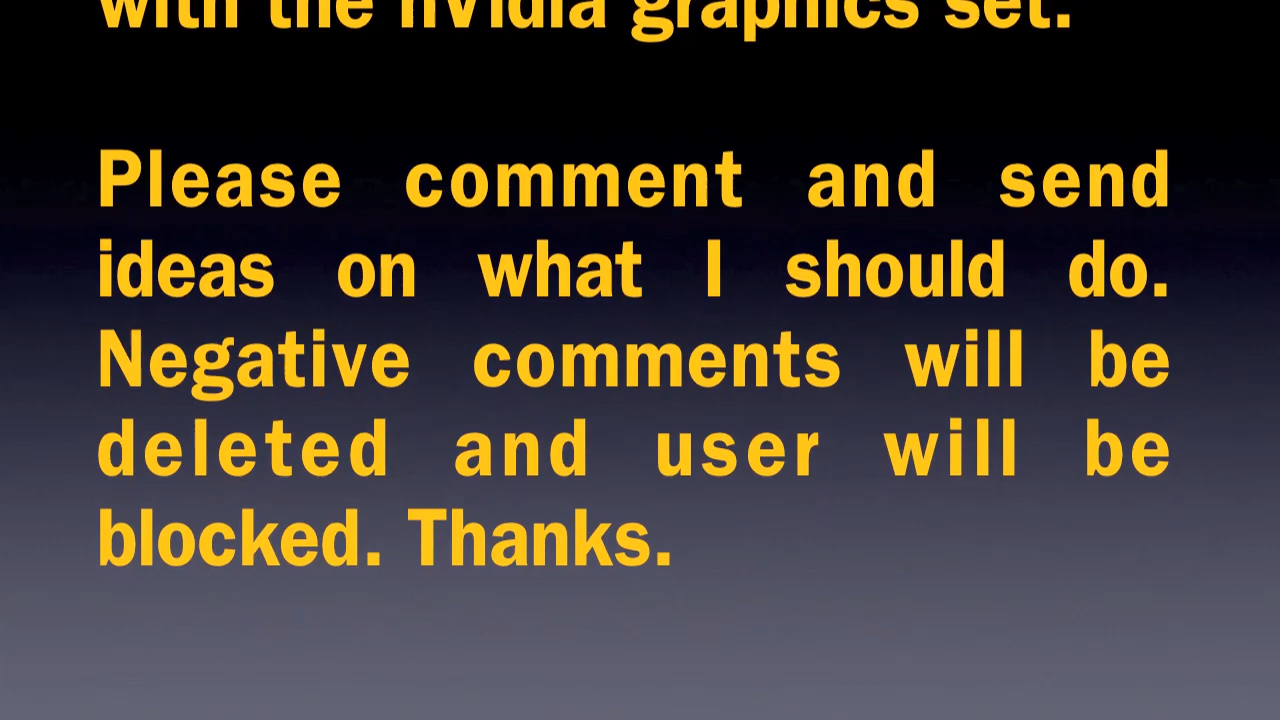 with the nVidia graphics set.
Please comment and send
ideas on what I should do.
Negative comments will be
deleted and user will be
blocked. Thanks.